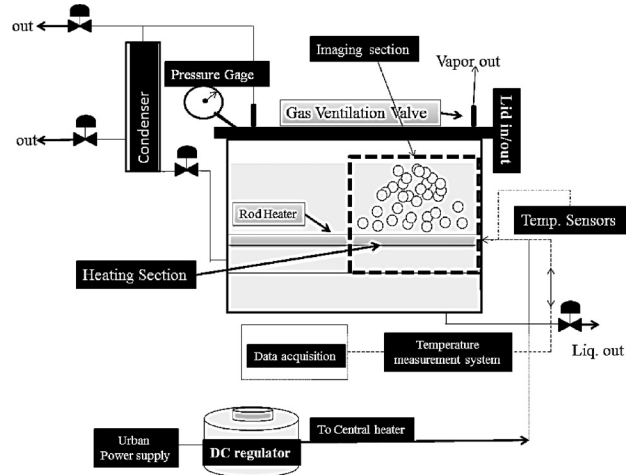 out
Imaging section
Pressure Gage
Vapor out
Gas Ventilation Valve
Lid in/out
out
Condenser
Rod Heater
Temp. Sensors
Heating Section
Data acquisition
Temperature
measurement system
Liq. out
To Central heater
Urban
Power supply
DC regulator